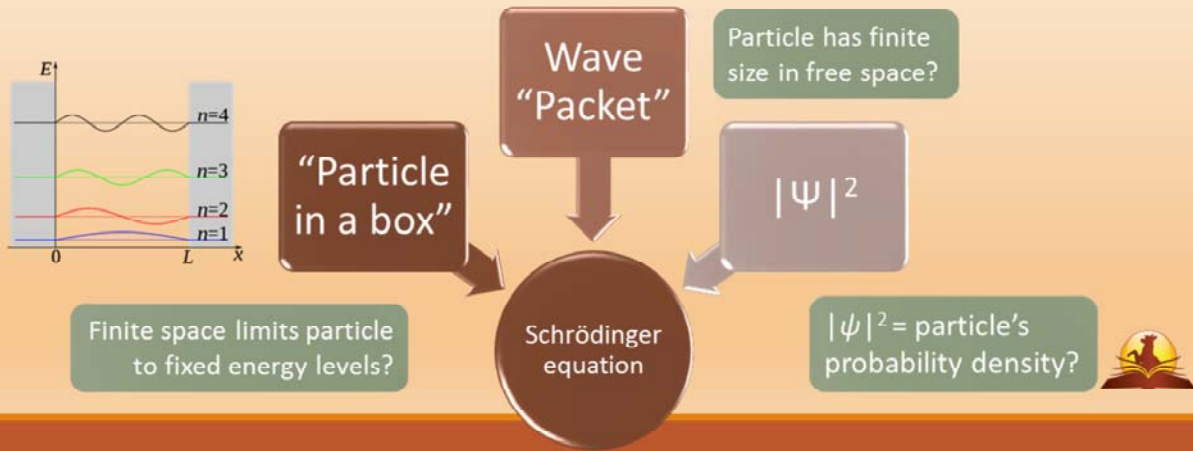 E
n=4
n=3
n=2
n=1
0
L
x
"Particle
in a box"
Wave
"Packet"
Particle has finite
size in free space?
|Ψ|²
Finite space limits particle
to fixed energy levels?
Schrödinger
equation
|ψ|² = particle's
probability density?